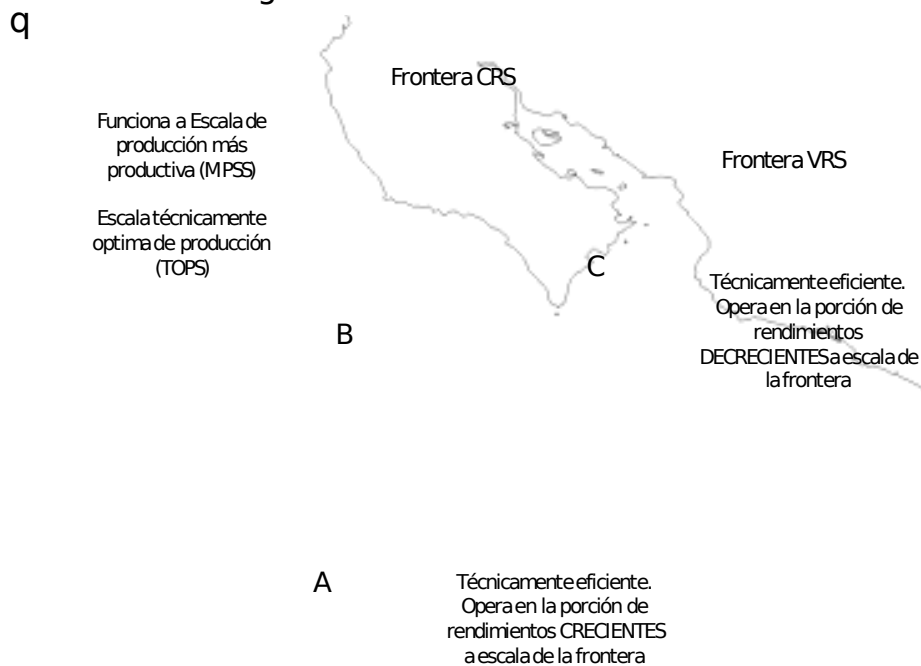 q
Frontera CRS
Funciona a Escala de
producción más
productiva (MPSS)
Frontera VRS
Escala técnicamente
optima de producción
(TOPS)
C
Técnicamente eficiente.
Opera en la porción de
rendimientos
DECRECIENTES a escala de
la frontera
B
A
Técnicamente eficiente.
Opera en la porción de
rendimientos CRECIENTES
a escala de la frontera